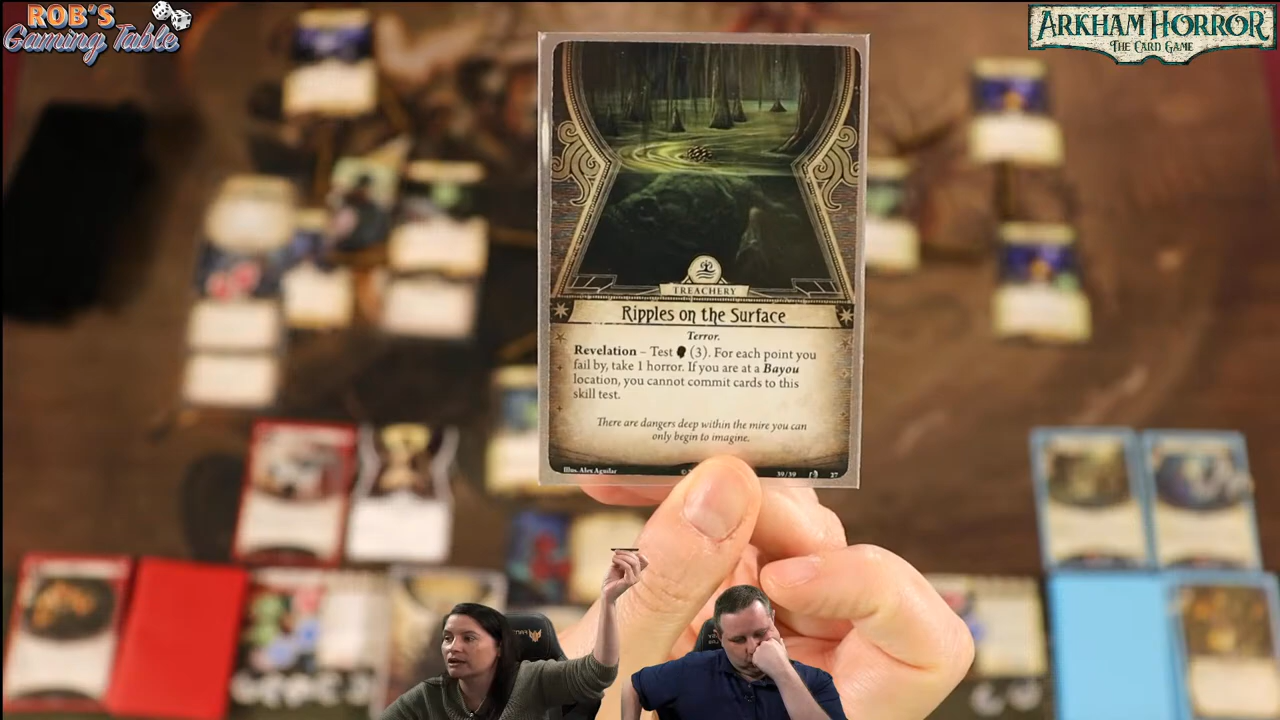 ROB'S
Gaming Table
ARKHAM HORROR
THE CARD GAME
TREACHERY
Ripples on the Surface
Terror.
Revelation – Test (3). For each point you
fail by, take 1 horror. If you are at a Bayou
location, you cannot commit cards to this
skill test.
There are dangers deep within the mire you can
only begin to imagine.
Illus. Alex Aguilar
39/39 27